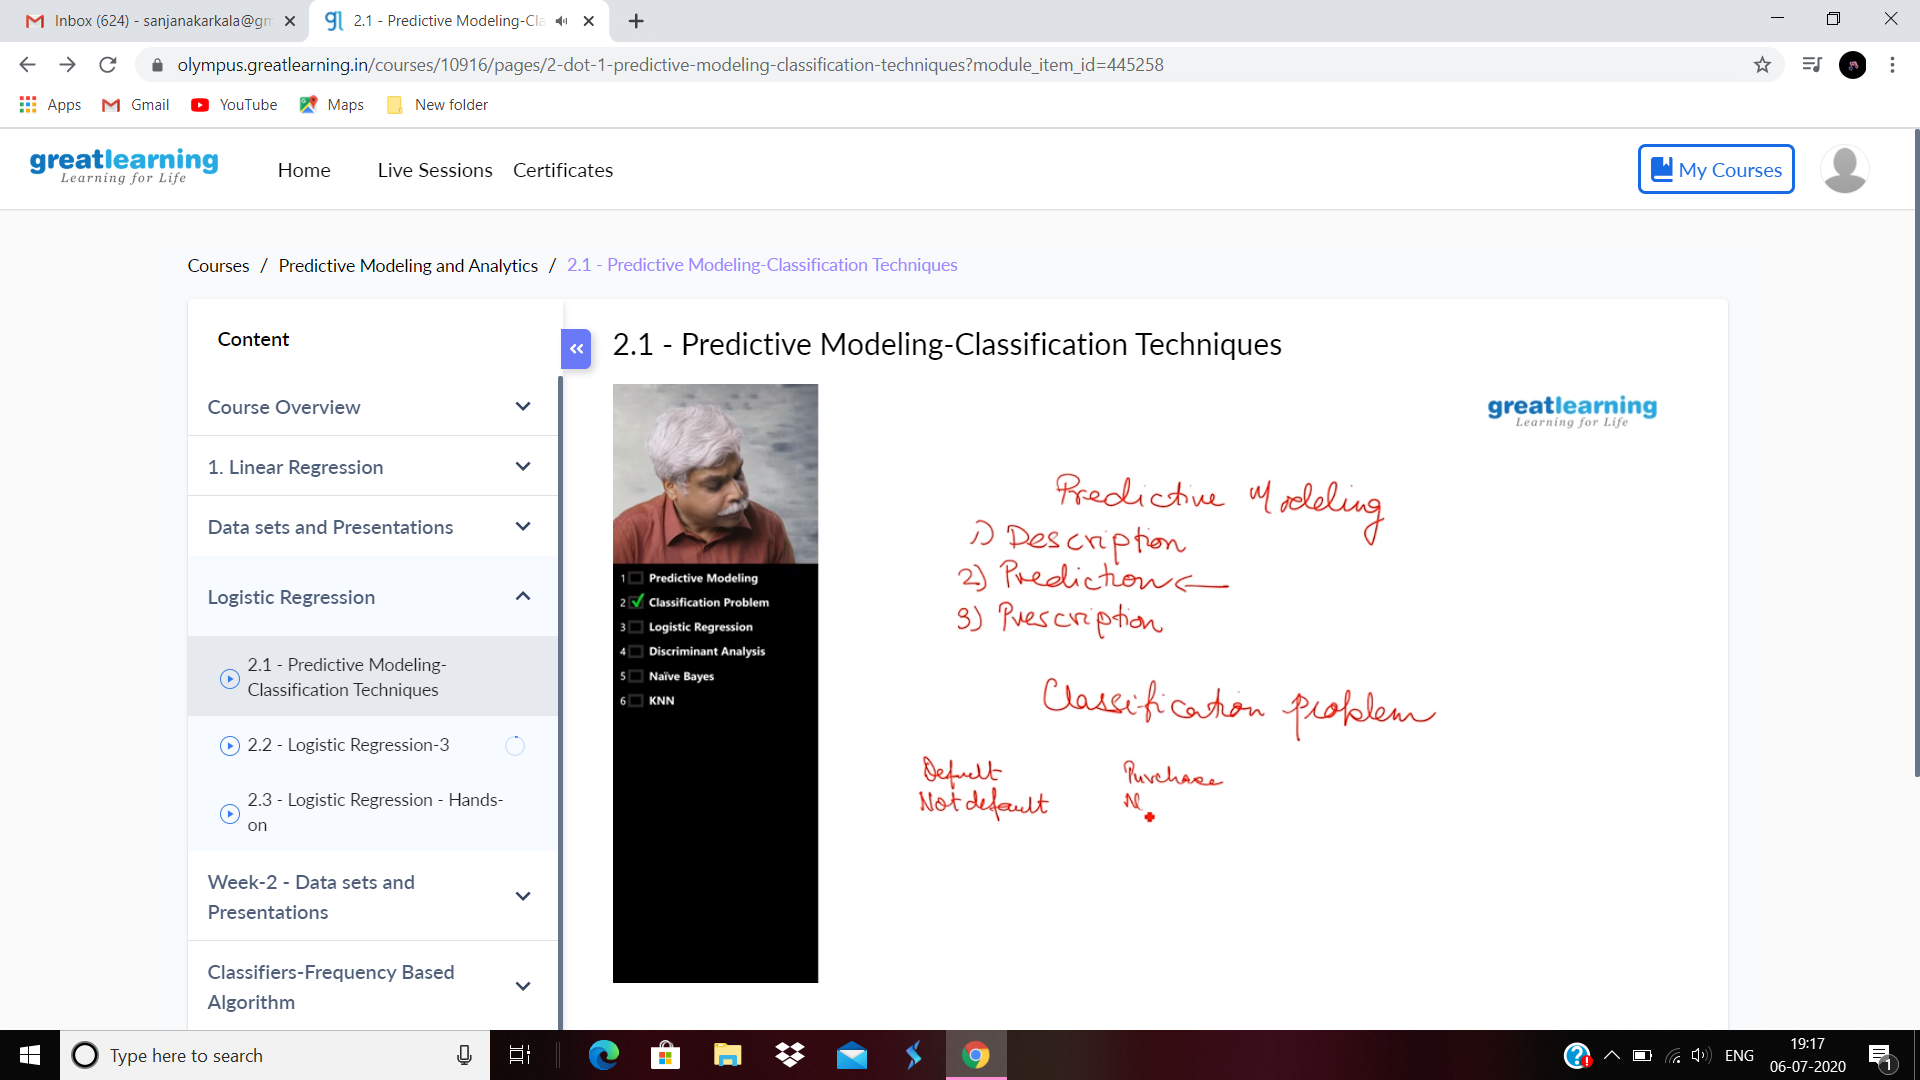 Inbox (624) - sanjanakarkala@gm
2.1 - Predictive Modeling-Cla
olympus.greatlearning.in/courses/10916/pages/2-dot-1-predictive-modeling-classification-techniques?module_item_id=445258
Apps Gmail YouTube Maps New folder
greatlearning
Learning for Life
Home Live Sessions Certificates
My Courses
Courses / Predictive Modeling and Analytics / 2.1 - Predictive Modeling-Classification Techniques
Content
Course Overview
1. Linear Regression
Data sets and Presentations
Logistic Regression
2.1 - Predictive Modeling-
Classification Techniques
2.2 - Logistic Regression-3
2.3 - Logistic Regression - Hands-
on
Week-2 - Data sets and
Presentations
Classifiers-Frequency Based
Algorithm
2.1 - Predictive Modeling-Classification Techniques
1 Predictive Modeling
2 Classification Problem
3 Logistic Regression
4 Discriminant Analysis
5 Naïve Bayes
6 KNN
greatlearning
Learning for Life
Predictive Modeling
1) Description
2) Prediction
3) Prescription
Classification problem
Defult Purchase
Not default N
Type here to search
ENG
19:17
06-07-2020
1